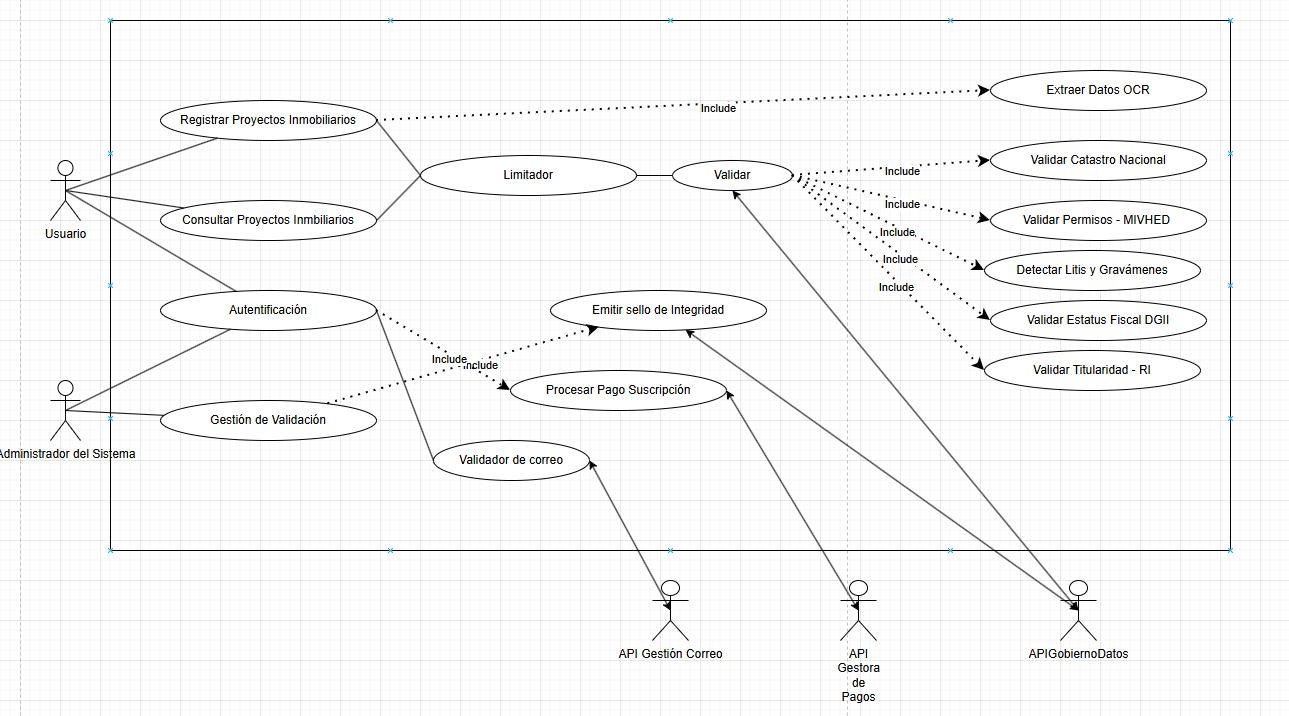 Extraer Datos OCR
Include
Registrar Proyectos Inmobiliarios
Validar Catastro Nacional
Limitador
Validar
Include
Include
Consultar Proyectos Inmbiliarios
Validar Permisos - MIVHED
Usuario
Include
Include
Detectar Litis y Gravámenes
Include
Autentificación
Emitir sello de Integridad
Validar Estatus Fiscal DGII
Include
Include
Validar Titularidad - RI
Procesar Pago Suscripción
Gestión de Validación
Administrador del Sistema
Validador de correo
API Gestión Correo
API
Gestora
de
Pagos
APIGobiernoDatos